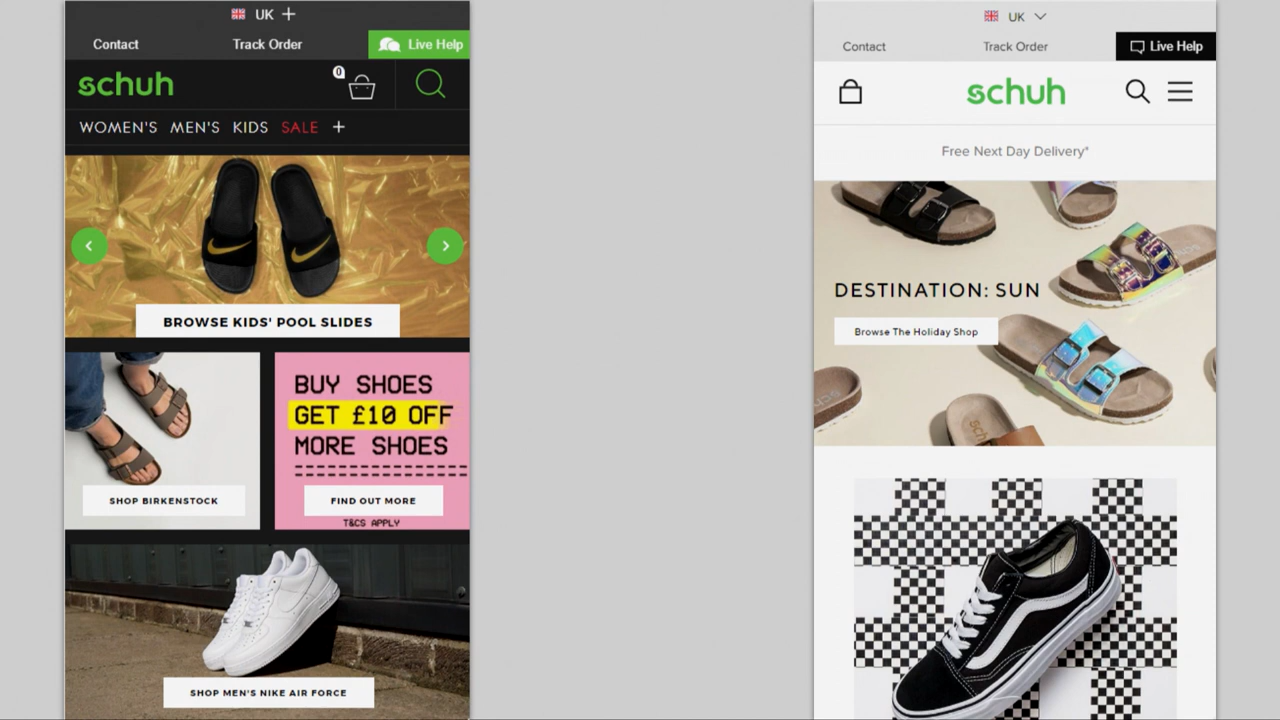 UK
Contact Track Order Live Help
schuh 0
WOMEN'S MEN'S KIDS SALE
BROWSE KIDS' POOL SLIDES
BUY SHOES
GET £10 OFF
MORE SHOES
SHOP BIRKENSTOCK
FIND OUT MORE
T&CS APPLY
SHOP MEN'S NIKE AIR FORCE
UK
Contact Track Order Live Help
schuh
Free Next Day Delivery*
DESTINATION: SUN
Browse The Holiday Shop